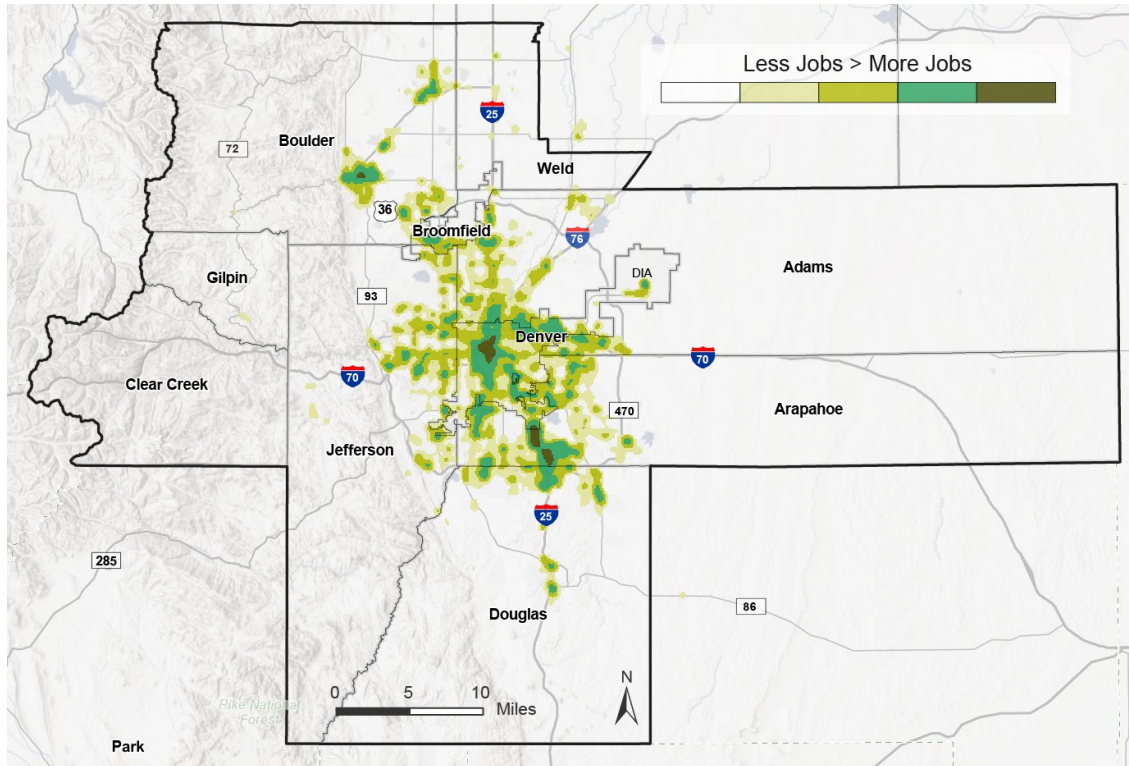 Less Jobs > More Jobs
25
Boulder
72
Weld
36
Broomfield
76
DIA
Adams
Gilpin
93
Denver
70
70
Clear Creek
Arapahoe
470
Jefferson
25
285
86
Douglas
N
0 5 10
Miles
Pike National
Forest
Park